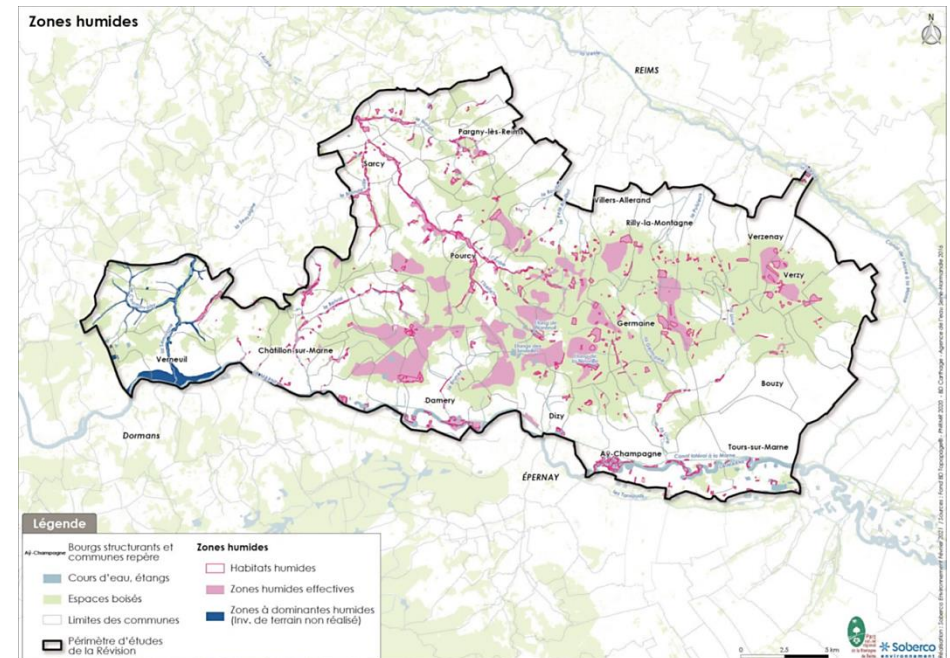 Zones humides
N
REIMS
Pargny-lès-Reims
Sarcy
Villers-Allerand
Rilly-la-Montagne
Verzenay
Pourcy
Verzy
Germaine
Châtillon-sur-Marne
Verneuil
Bouzy
Damery
Dizy
Dormans
Tours-sur-Marne
Aÿ-Champagne
ÉPERNAY
Légende
Aÿ-Champagne Bourgs structurants et
communes repère
Cours d'eau, étangs
Espaces boisés
Limites des communes
Périmètre d'études
de la Révision
Zones humides
Habitats humides
Zones humides effectives
Zones à dominantes humides
(Inv. de terrain non réalisé)
0 2,5 5 km
Soberco
environnement